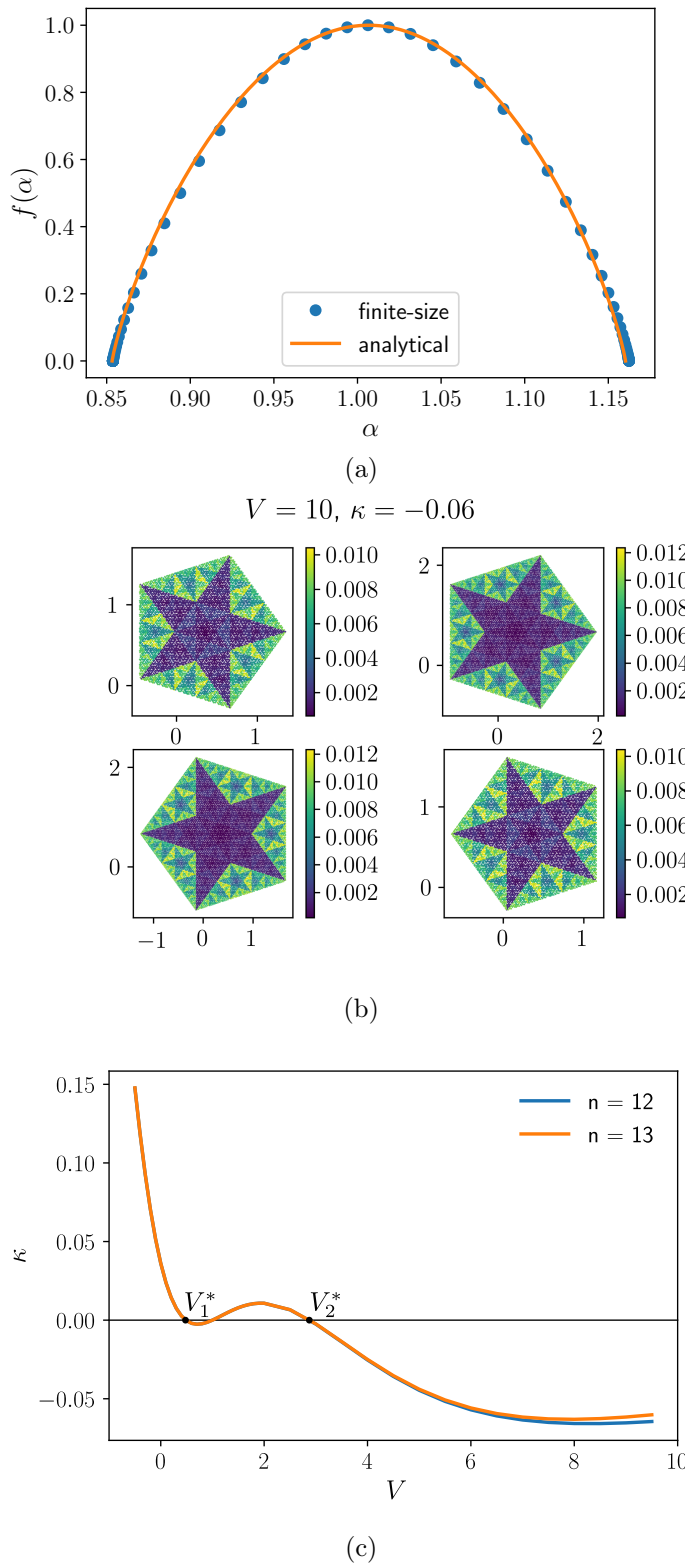 1.0
0.8
0.6
0.4
0.2
0.0
f(α)
finite-size
analytical
0.85 0.90 0.95 1.00 1.05 1.10 1.15
α
(a)
V = 10, κ = −0.06
1
0
0 1
0.010
0.008
0.006
0.004
0.002
2
0
0 2
0.012
0.010
0.008
0.006
0.004
0.002
2
0
−1 0 1
0.012
0.010
0.008
0.006
0.004
0.002
1
0
0 1
0.010
0.008
0.006
0.004
0.002
(b)
0.15
0.10
0.05
0.00
−0.05
κ
n = 12
n = 13
V₁* V₂*
0 2 4 6 8 10
V
(c)